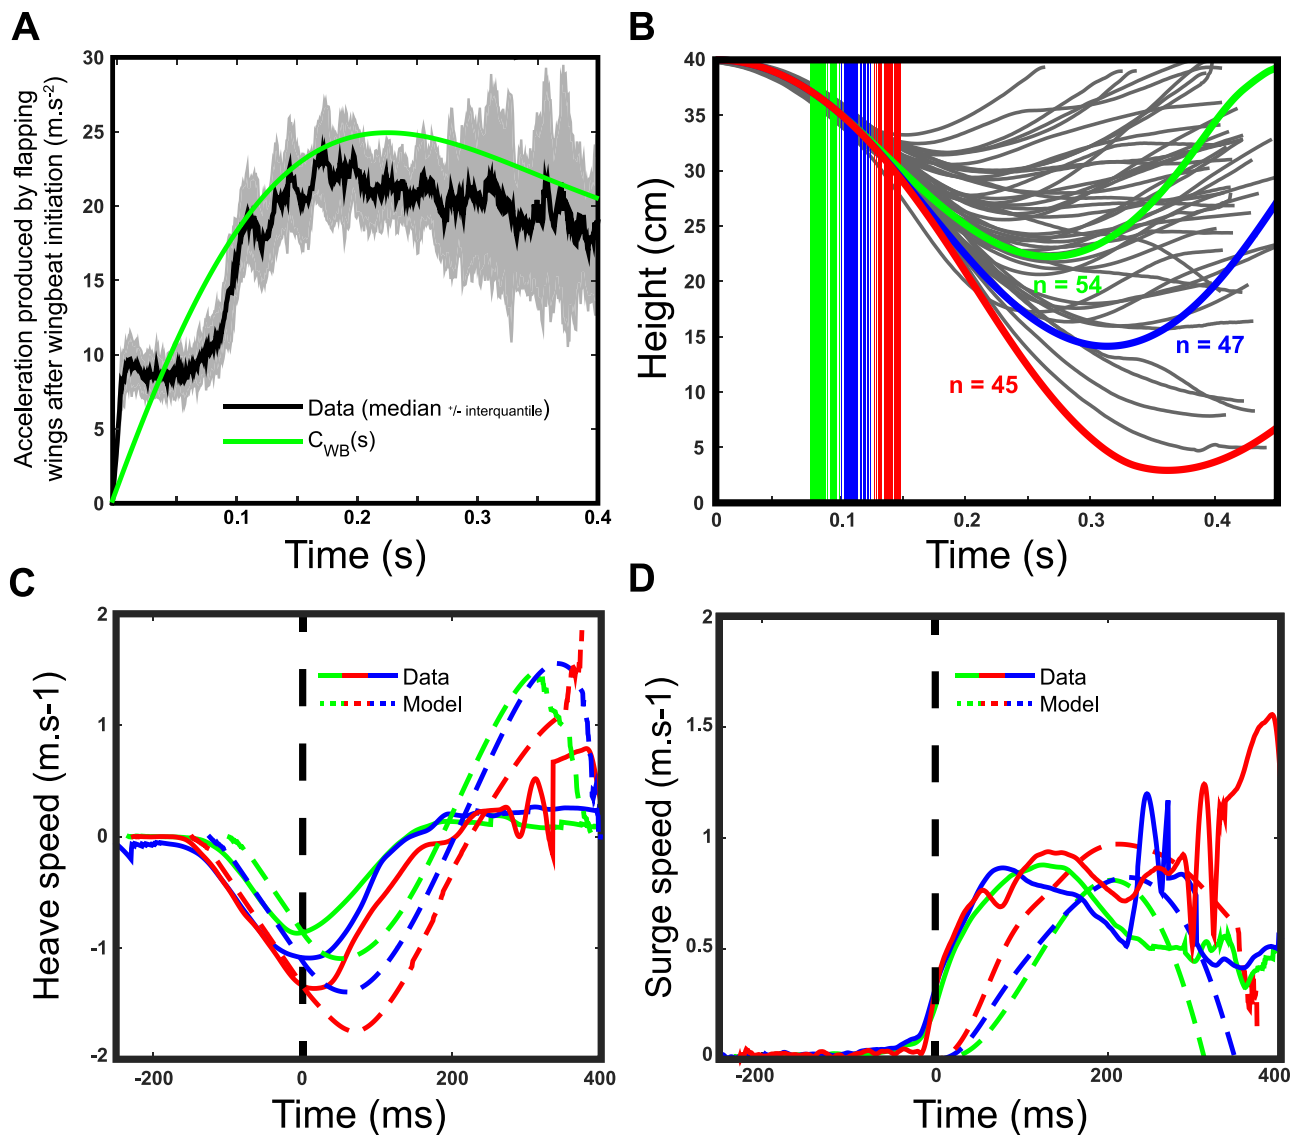 A
Acceleration produced by flapping
wings after wingbeat initiation (m.s-2)
30
25
20
15
10
5
0
Data (median +/- interquantile)
CWB(s)
0.1
0.2
0.3
0.4
Time (s)
B
Height (cm)
40
35
30
25
20
15
10
5
0
n = 54
n = 47
n = 45
0
0.1
0.2
0.3
0.4
Time (s)
C
Heave speed (m.s-1)
2
1
0
-1
-2
Data
Model
-200
0
200
400
Time (ms)
D
Surge speed (m.s-1)
2
1.5
1
0.5
0
Data
Model
-200
0
200
400
Time (ms)